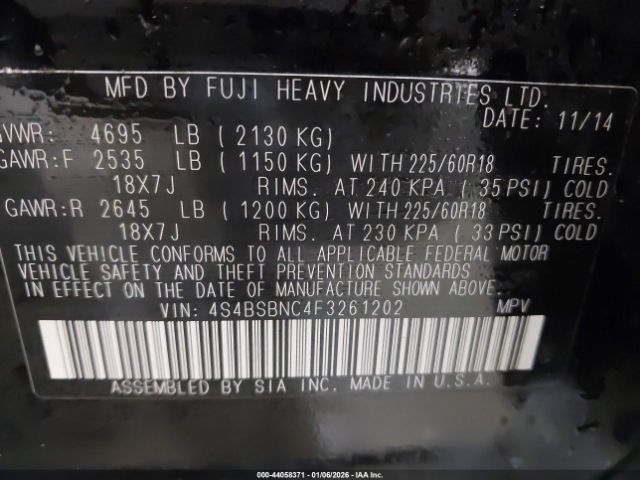 MFD BY FUJI HEAVY INDUSTRIES LTD.
DATE: 11/14
GVWR: 4695 LB ( 2130 KG)
GAWR:F 2535 LB ( 1150 KG) WITH 225/60R18 TIRES.
18X7J RIMS. AT 240 KPA ( 35 PSI) COLD
GAWR:R 2645 LB ( 1200 KG) WITH 225/60R18 TIRES.
18X7J RIMS. AT 230 KPA ( 33 PSI) COLD
THIS VEHICLE CONFORMS TO ALL APPLICABLE FEDERAL MOTOR
VEHICLE SAFETY AND THEFT PREVENTION STANDARDS
IN EFFECT ON THE DATE OF MANUFACTURE SHOWN ABOVE.
VIN: 4S4BSBNC4F3261202 MPV
ASSEMBLED BY SIA INC. MADE IN U.S.A.
000-44058371 - 01/06/2026 - IAA Inc.